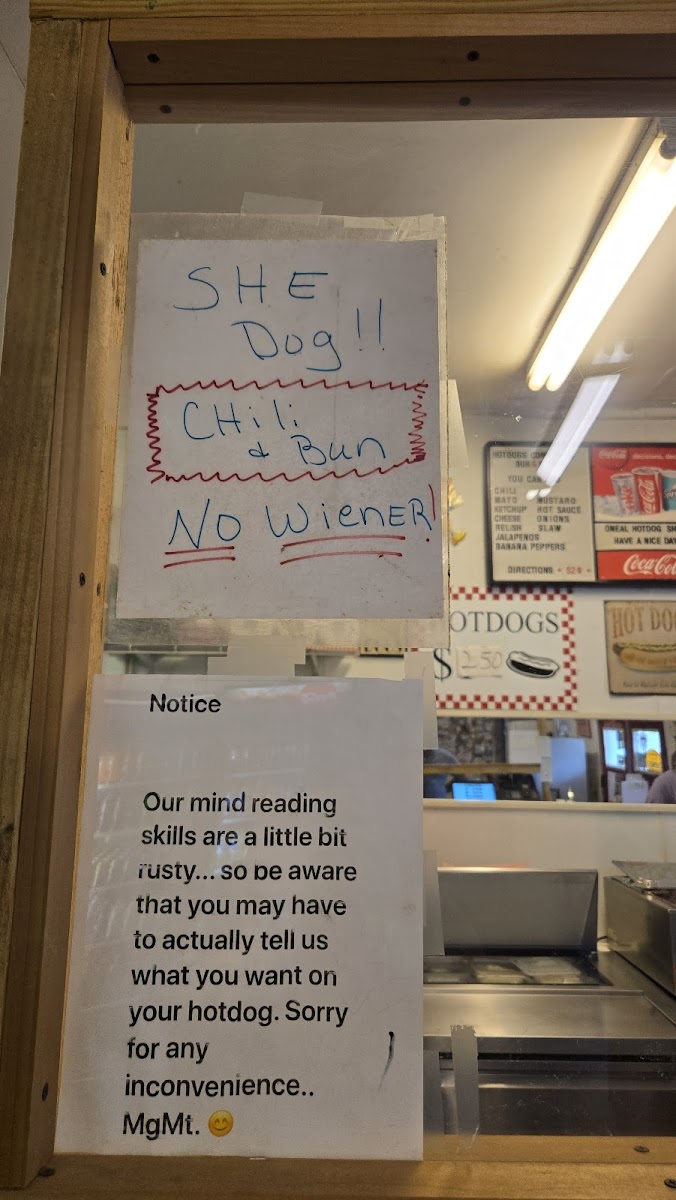 SHE
Dog!!
CHili
& Bun
No WieneR!
Notice
Our mind reading
skills are a little bit
rusty... so be aware
that you may have
to actually tell us
what you want on
your hotdog. Sorry
for any
inconvenience..
MgMt. 😊
HOTDOGS
YOU CAN
CHILI
MAYO MUSTARD
KETCHUP HOT SAUCE
CHEESE ONIONS
RELISH SLAW
JALAPENOS
BANANA PEPPERS
DIRECTIONS
Coca-Cola
ONEAL HOTDOG
HAVE A NICE DAY
Coca-Cola
OTDOGS
$ 2.50
HOT DO